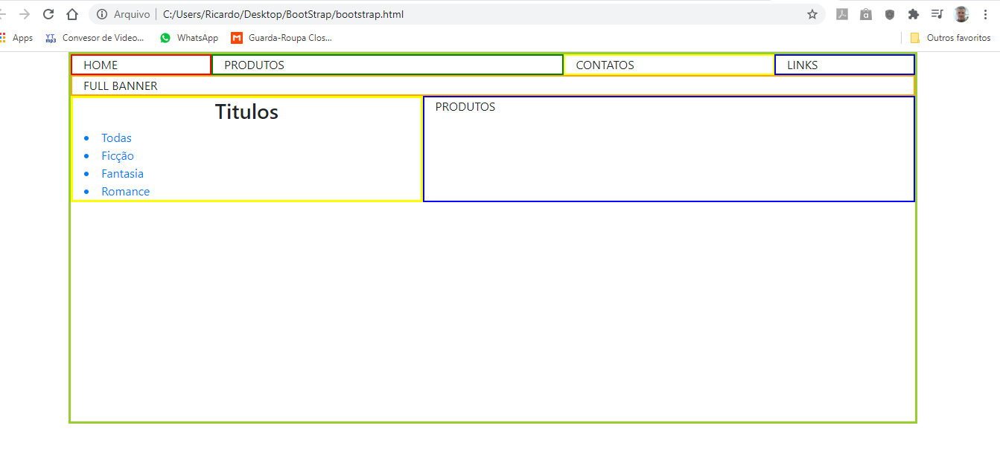 Arquivo | C:/Users/Ricardo/Desktop/BootStrap/bootstrap.html
Apps YT mp3 Convesor de Video... WhatsApp M Guarda-Roupa Clos... Outros favoritos
HOME PRODUTOS CONTATOS LINKS
FULL BANNER
Titulos PRODUTOS
• Todas
• Ficção
• Fantasia
• Romance